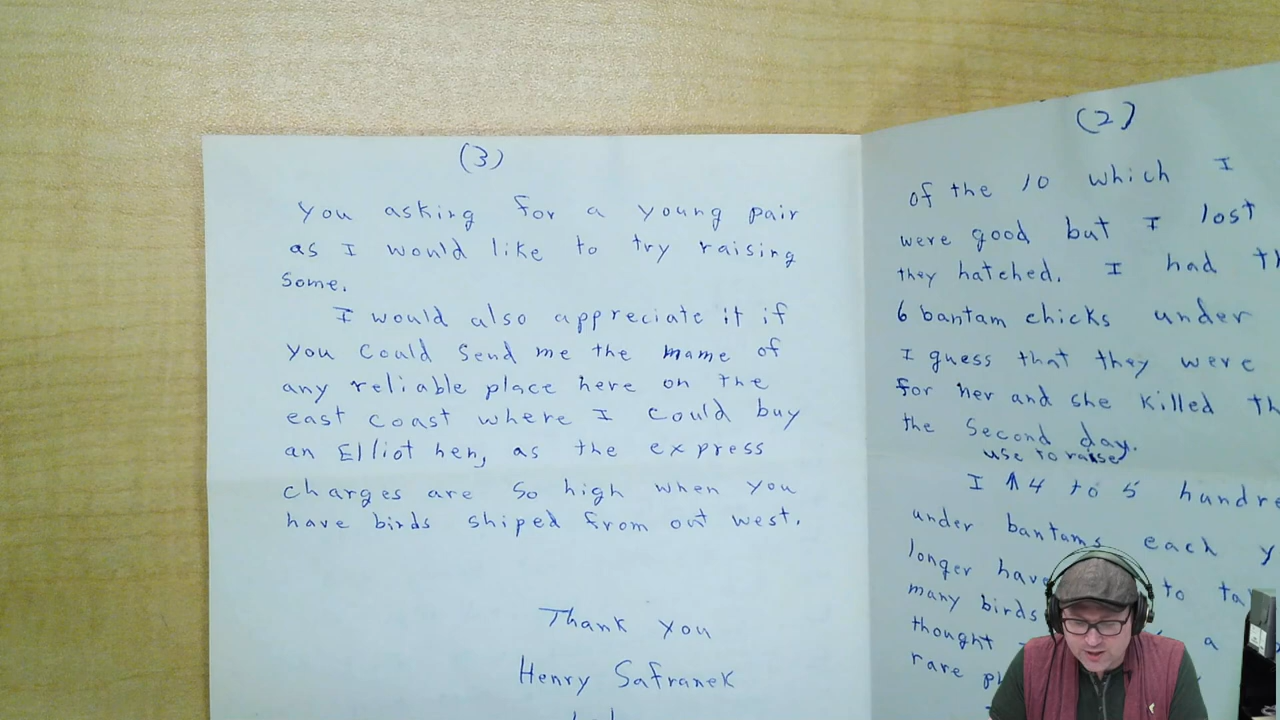 (3)
you asking for a young pair
as I would like to try raising
some.
I would also appreciate it if
you could send me the mame of
any reliable place here on the
east coast where I could buy
an Elliot hen, as the express
charges are so high when you
have birds shiped from out west.
Thank you
Henry Safranek
(2)
of the 10 which I
were good but I lost
they hatched. I had
6 bantam chicks under
I guess that they were
for her and she killed
the second day.
use to raise
I ↑ 4 to 5
under bantams each
longer have to
many birds
thought a
rare